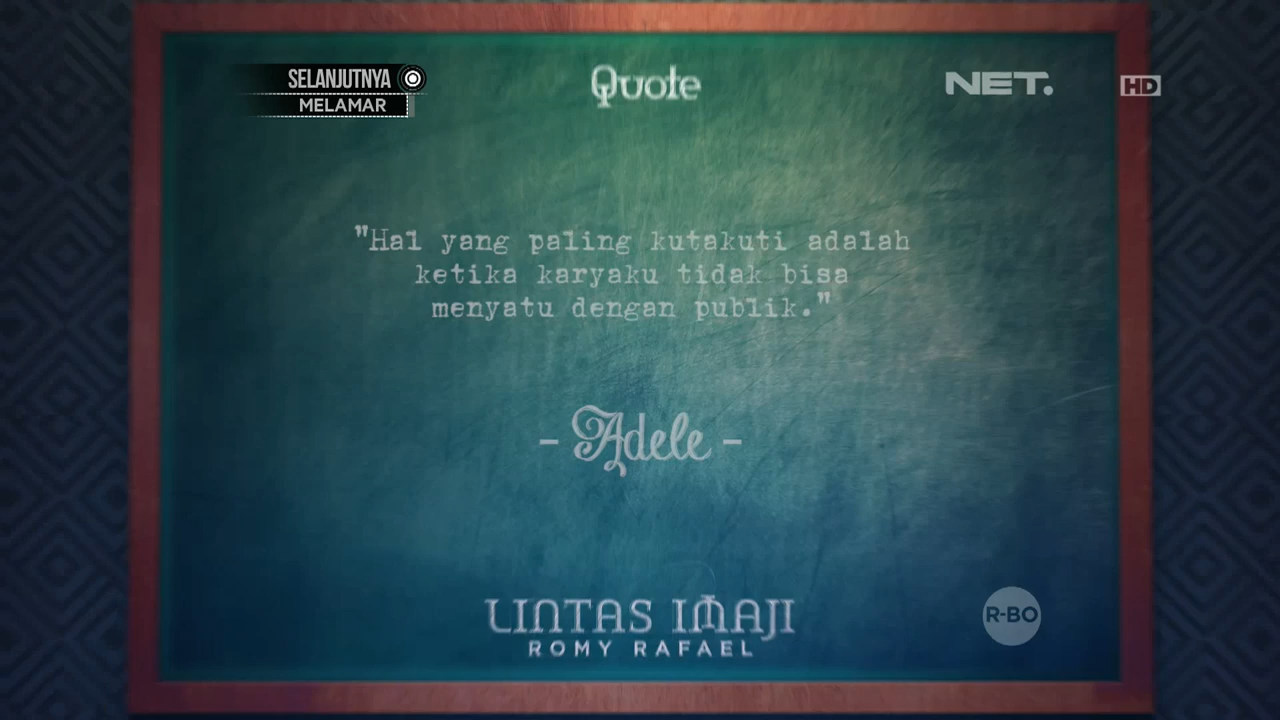 SELANJUTNYA
MELAMAR
Quote
NET.
HD
"Hal yang paling kutakuti adalah
ketika karyaku tidak bisa
menyatu dengan publik."
- Adele -
LINTAS IMAJI
ROMY RAFAEL
R-BO